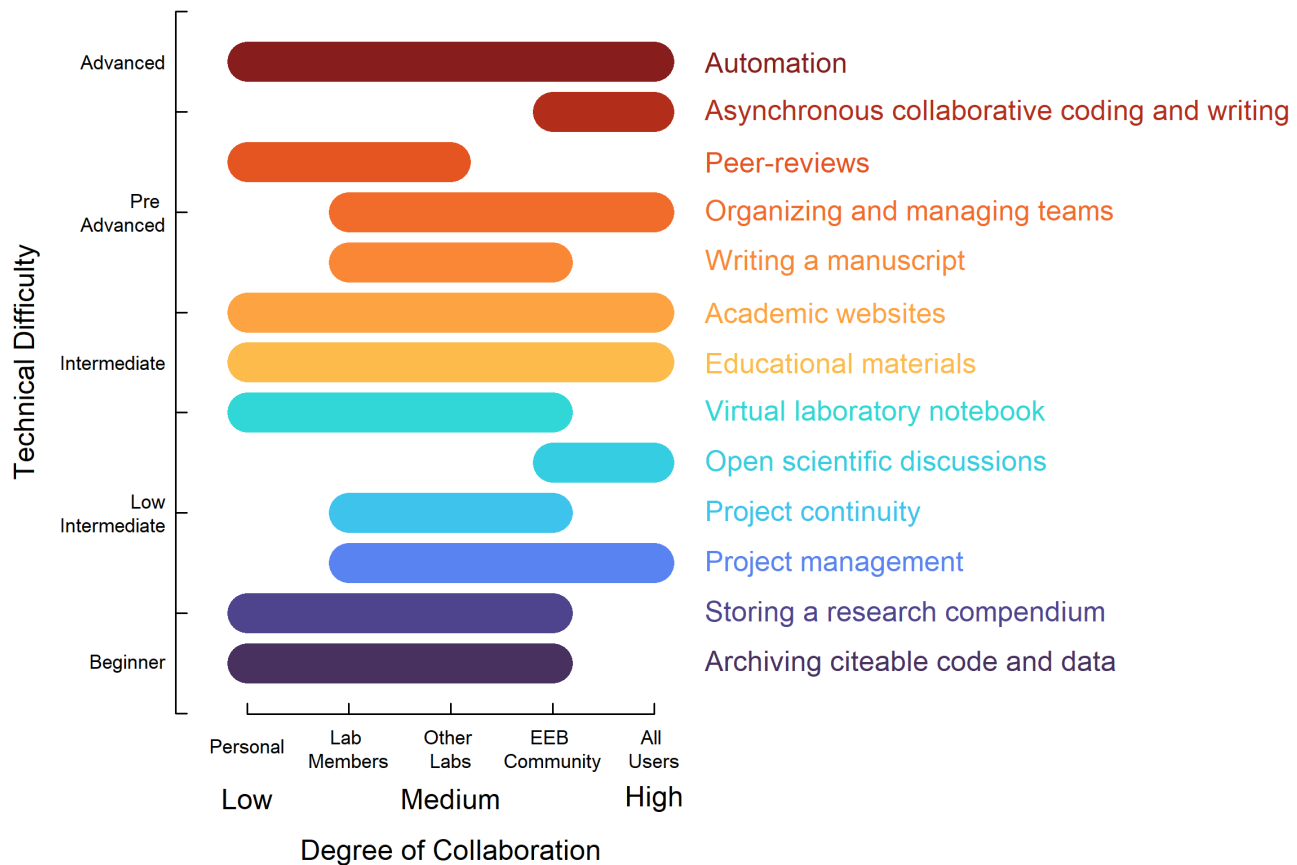 Technical Difficulty
Advanced
Pre
Advanced
Intermediate
Low
Intermediate
Beginner
Automation
Asynchronous collaborative coding and writing
Peer-reviews
Organizing and managing teams
Writing a manuscript
Academic websites
Educational materials
Virtual laboratory notebook
Open scientific discussions
Project continuity
Project management
Storing a research compendium
Archiving citeable code and data
Personal
Lab
Members
Other
Labs
EEB
Community
All
Users
Low
Medium
High
Degree of Collaboration